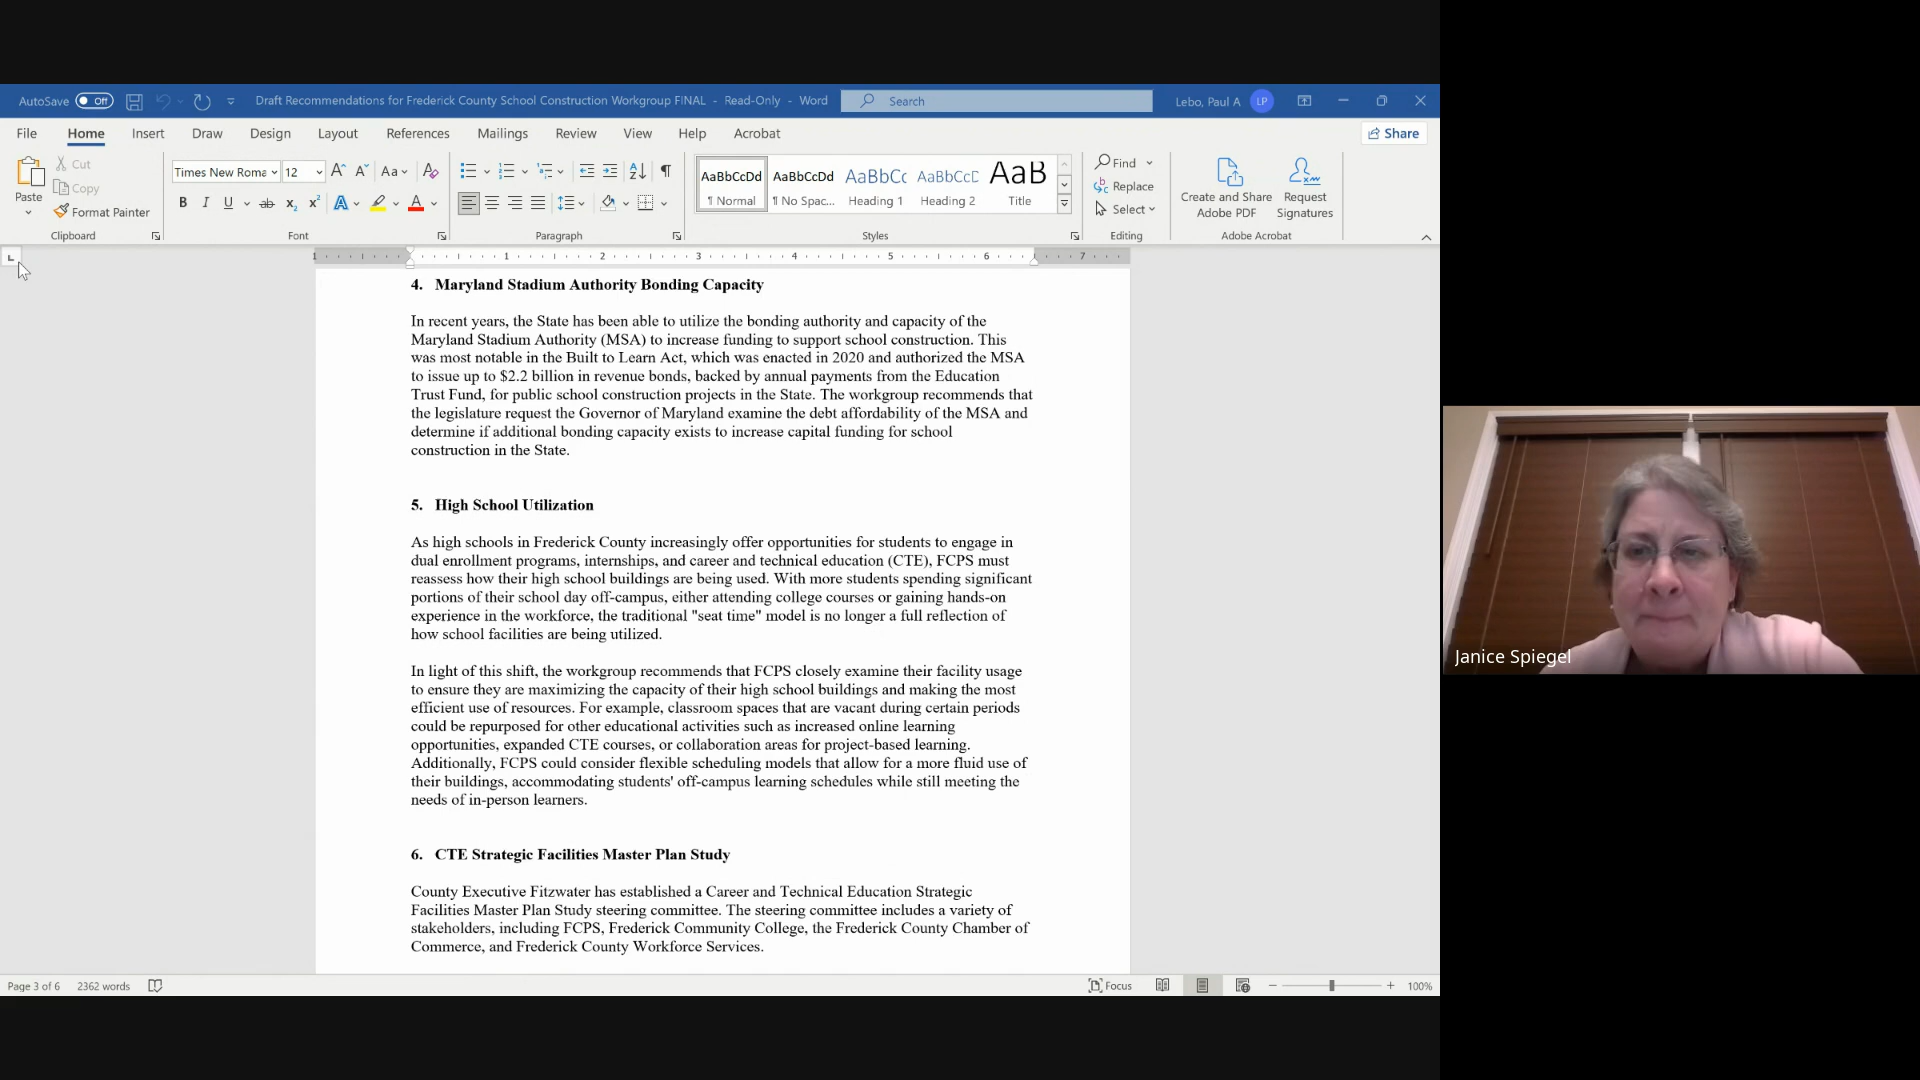 AutoSave Off Draft Recommendations for Frederick County School Construction Workgroup FINAL - Read-Only - Word Search Lebo, Paul A LP
File Home Insert Draw Design Layout References Mailings Review View Help Acrobat Share
Paste Cut Copy Format Painter
Clipboard
Times New Roma 12 Aa
B I U ab x₂ x² A A
Font
Paragraph
AaBbCcDd AaBbCcDd AaBbCc AaBbCcD AaB
¶ Normal ¶ No Spac... Heading 1 Heading 2 Title
Styles
Find
Replace
Select
Editing
Create and Share Adobe PDF
Request Signatures
Adobe Acrobat
1 1 2 3 4 5 6 7
4. Maryland Stadium Authority Bonding Capacity
In recent years, the State has been able to utilize the bonding authority and capacity of the
Maryland Stadium Authority (MSA) to increase funding to support school construction. This
was most notable in the Built to Learn Act, which was enacted in 2020 and authorized the MSA
to issue up to $2.2 billion in revenue bonds, backed by annual payments from the Education
Trust Fund, for public school construction projects in the State. The workgroup recommends that
the legislature request the Governor of Maryland examine the debt affordability of the MSA and
determine if additional bonding capacity exists to increase capital funding for school
construction in the State.
5. High School Utilization
As high schools in Frederick County increasingly offer opportunities for students to engage in
dual enrollment programs, internships, and career and technical education (CTE), FCPS must
reassess how their high school buildings are being used. With more students spending significant
portions of their school day off-campus, either attending college courses or gaining hands-on
experience in the workforce, the traditional "seat time" model is no longer a full reflection of
how school facilities are being utilized.
In light of this shift, the workgroup recommends that FCPS closely examine their facility usage
to ensure they are maximizing the capacity of their high school buildings and making the most
efficient use of resources. For example, classroom spaces that are vacant during certain periods
could be repurposed for other educational activities such as increased online learning
opportunities, expanded CTE courses, or collaboration areas for project-based learning.
Additionally, FCPS could consider flexible scheduling models that allow for a more fluid use of
their buildings, accommodating students' off-campus learning schedules while still meeting the
needs of in-person learners.
6. CTE Strategic Facilities Master Plan Study
County Executive Fitzwater has established a Career and Technical Education Strategic
Facilities Master Plan Study steering committee. The steering committee includes a variety of
stakeholders, including FCPS, Frederick Community College, the Frederick County Chamber of
Commerce, and Frederick County Workforce Services.
Page 3 of 6 2362 words Focus 100%
Janice Spiegel